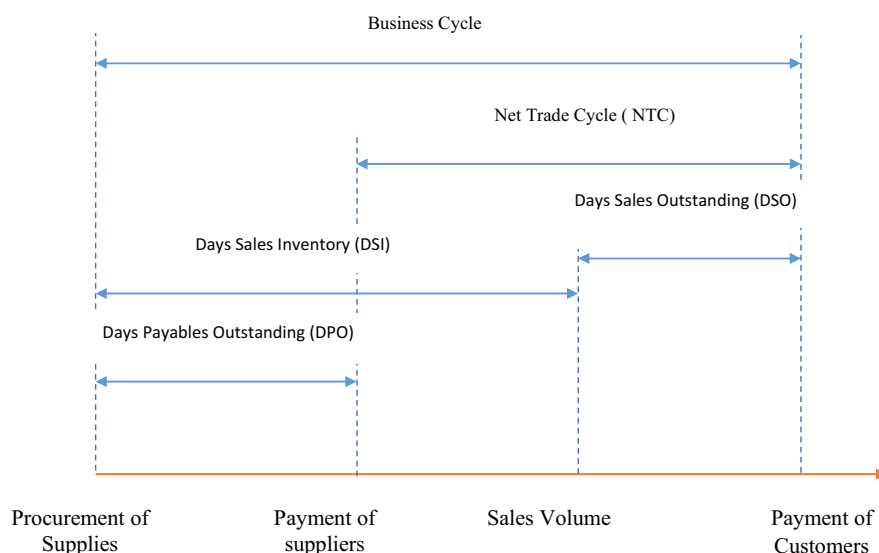 Business Cycle
Net Trade Cycle ( NTC)
Days Sales Outstanding (DSO)
Days Sales Inventory (DSI)
Days Payables Outstanding (DPO)
Procurement of
Supplies
Payment of
suppliers
Sales Volume
Payment of
Customers